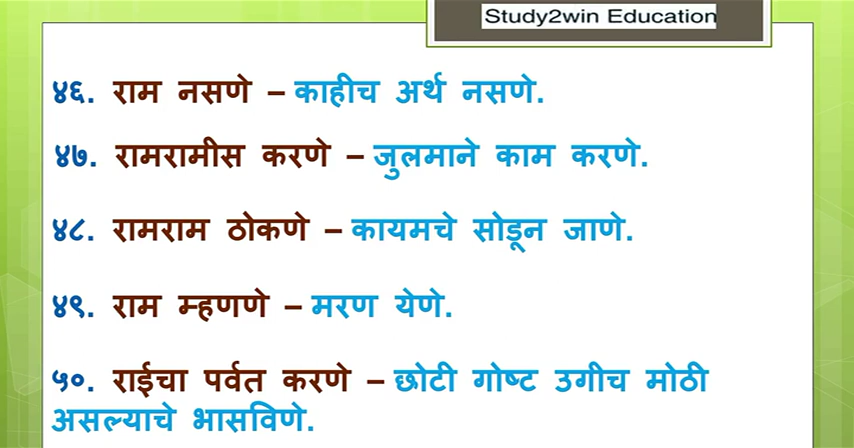 Study2win Education
४६. राम नसणे – काहीच अर्थ नसणे.
४७. रामरामीस करणे – जुलमाने काम करणे.
४८. रामराम ठोकणे – कायमचे सोडून जाणे.
४९. राम म्हणणे – मरण येणे.
५०. राईचा पर्वत करणे – छोटी गोष्ट उगीच मोठी
असल्याचे भासविणे.